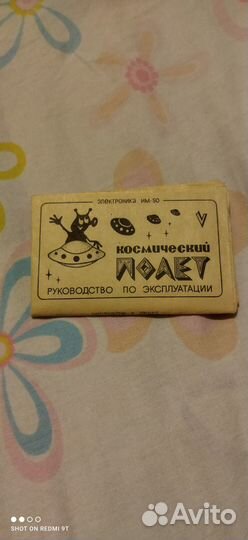 электроника им-50
космический
ПОЛЕТ
РУКОВОДСТВО ПО ЭКСПЛУАТАЦИИ
SHOT ON REDMI 9T
Avito